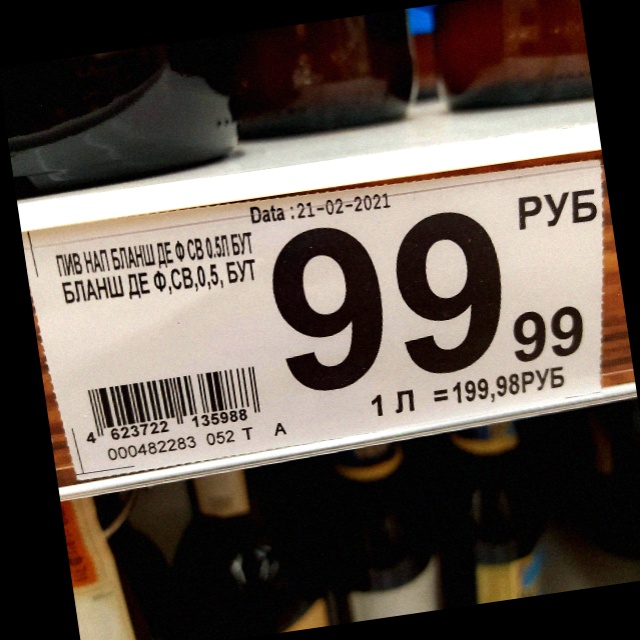 Data :21-02-2021
ПИВ НАП БЛАНШ ДЕ Ф СВ 0.5Л БУТ
БЛАНШ ДЕ Ф,СВ,0,5, БУТ
99 99 РУБ
1 Л =199,98РУБ
4 623722 135988
000482283 052 Т А